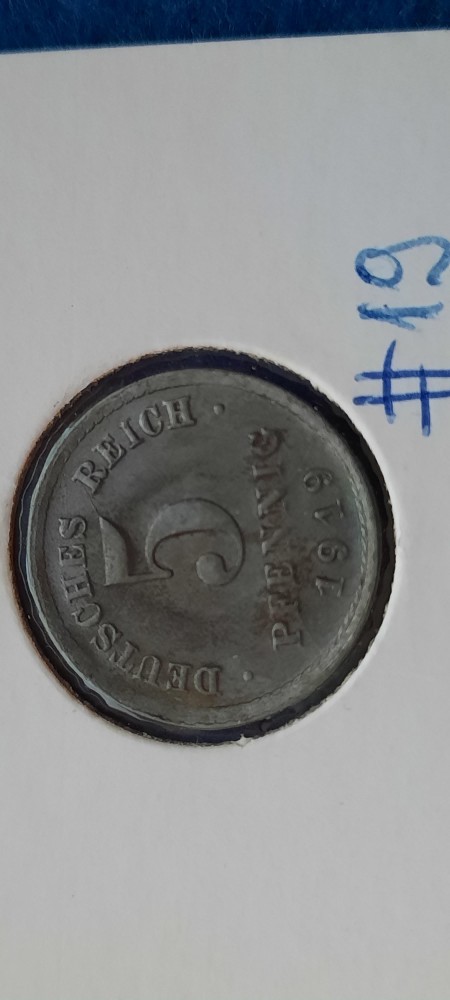 #19
DEUTSCHES REICH
5
PFENNIG
1919